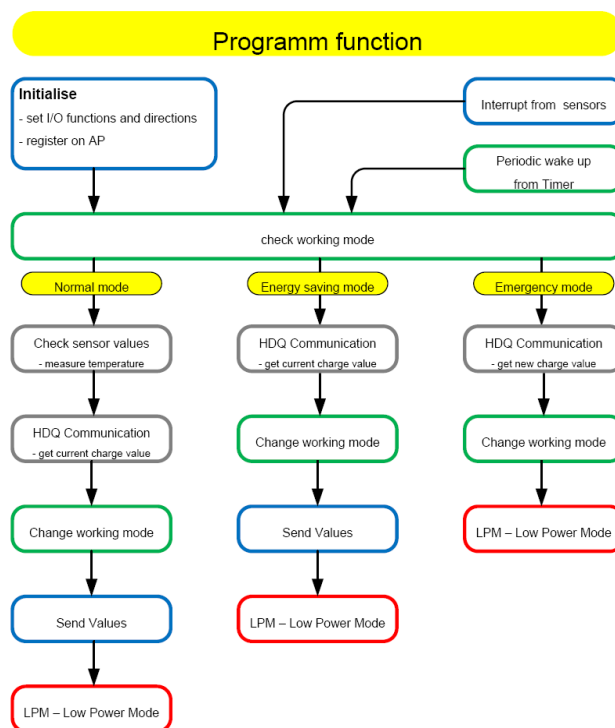 Programm function
Initialise
- set I/O functions and directions
- register on AP
Interrupt from sensors
Periodic wake up
from Timer
check working mode
Normal mode
Energy saving mode
Emergency mode
Check sensor values
- measure temperature
HDQ Communication
- get current charge value
HDQ Communication
- get new charge value
HDQ Communication
- get current charge value
Change working mode
Change working mode
Change working mode
Send Values
LPM – Low Power Mode
Send Values
LPM – Low Power Mode
LPM – Low Power Mode